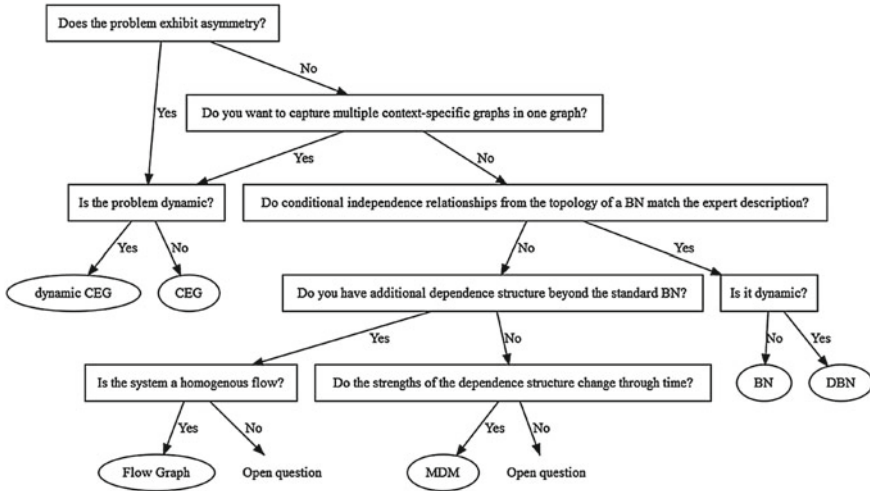 Does the problem exhibit asymmetry?
No
Yes
Do you want to capture multiple context-specific graphs in one graph?
Yes
No
Is the problem dynamic?
Do conditional independence relationships from the topology of a BN match the expert description?
Yes
No
No
Yes
dynamic CEG
CEG
Do you have additional dependence structure beyond the standard BN?
Is it dynamic?
Yes
No
No
Yes
Is the system a homogenous flow?
Do the strengths of the dependence structure change through time?
BN
DBN
Yes
No
Yes
No
Flow Graph
Open question
MDM
Open question